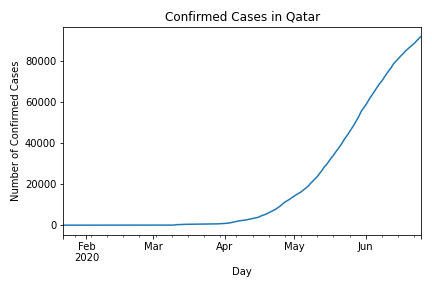 Confirmed Cases in Qatar
Number of Confirmed Cases
80000
60000
40000
20000
0
Feb Mar Apr May Jun
2020
Day